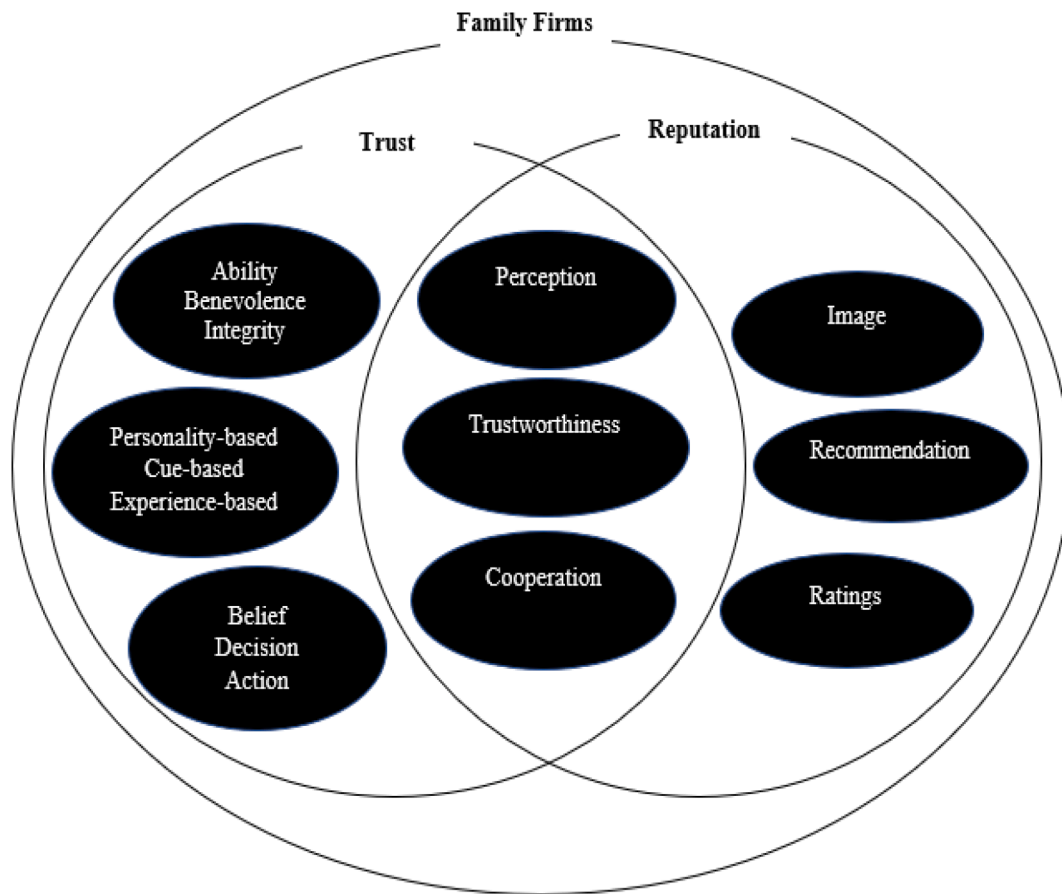 Family Firms
Trust
Reputation
Ability
Benevolence
Integrity
Personality-based
Cue-based
Experience-based
Belief
Decision
Action
Perception
Trustworthiness
Cooperation
Image
Recommendation
Ratings